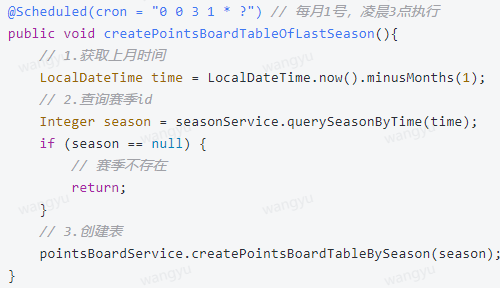 @Scheduled(cron = "0 0 3 1 * ?") // 每月1号，凌晨3点执行
public void createPointsBoardTableOfLastSeason(){
    // 1.获取上月时间
    LocalDateTime time = LocalDateTime.now().minusMonths(1);
    // 2.查询赛季id
    Integer season = seasonService.querySeasonByTime(time);
    if (season == null) {
        // 赛季不存在
        return;
    }
    // 3.创建表
    pointsBoardService.createPointsBoardTableBySeason(season);
}
wangyu
wangyu
wangyu
wangyu
wangyu
wangyu
wangyu
wangyu